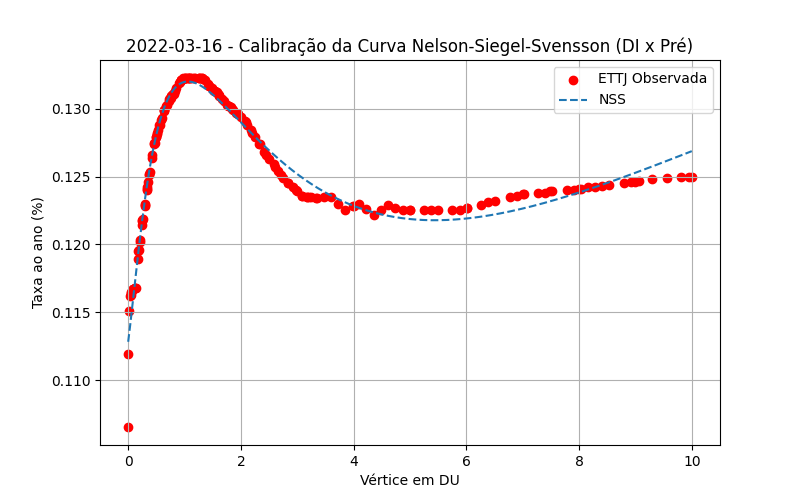 2022-03-16 - Calibração da Curva Nelson-Siegel-Svensson (DI x Pré)
ETTJ Observada
NSS
Taxa ao ano (%)
0.130
0.125
0.120
0.115
0.110
0 2 4 6 8 10
Vértice em DU